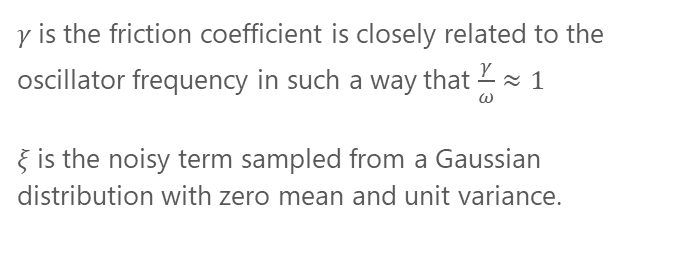 γ is the friction coefficient is closely related to the
oscillator frequency in such a way that γ/ω ≈ 1
ξ is the noisy term sampled from a Gaussian
distribution with zero mean and unit variance.